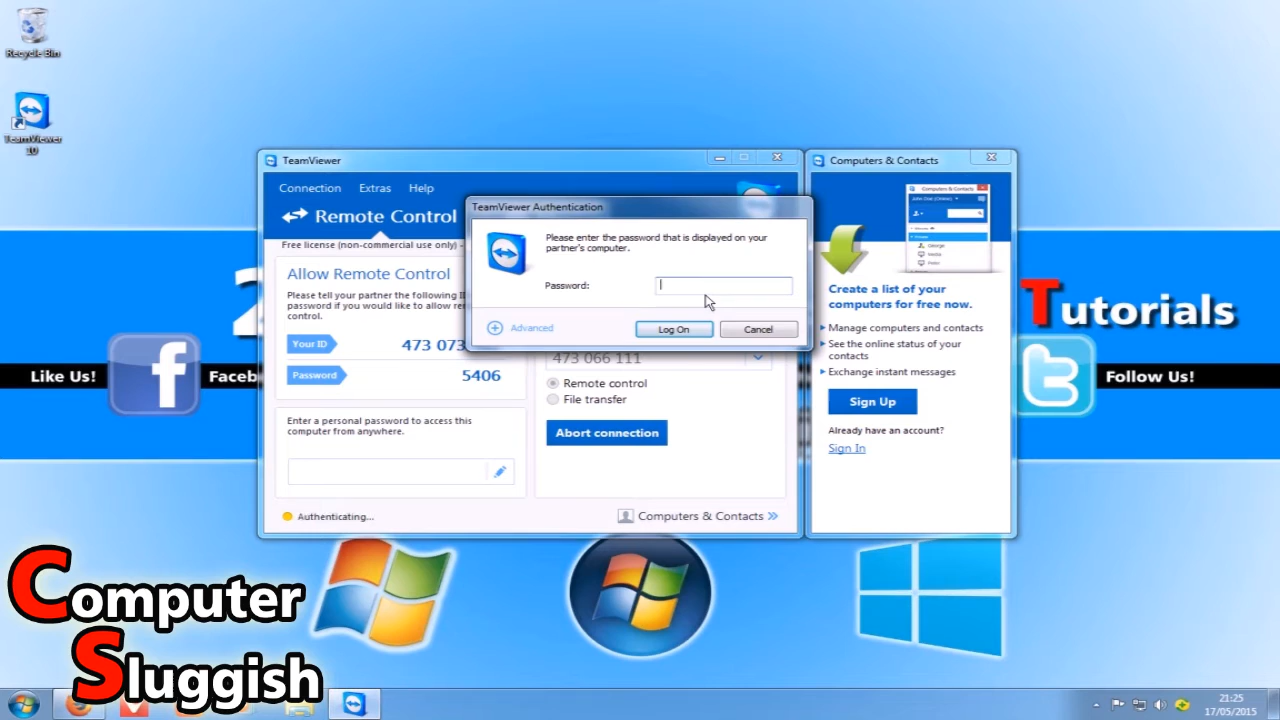 Recycle Bin
TeamViewer
10
TeamViewer
Connection Extras Help
Remote Control
Free license (non-commercial use only) -
Allow Remote Control
Please tell your partner the following
password if you would like to allow
control.
Your ID
473 073
Password
5406
Enter a personal password to access this
computer from anywhere.
Authenticating...
TeamViewer Authentication
Please enter the password that is displayed on your
partner's computer.
Password:
Advanced
Log On
Cancel
473 066 111
Remote control
File transfer
Abort connection
Computers & Contacts
Computers & Contacts
Computers & Contacts
Create a list of your
computers for free now.
Manage computers and contacts
See the online status of your
contacts
Exchange instant messages
Sign Up
Already have an account?
Sign In
2
Tutorials
Like Us!
f
Faceb
t
Follow Us!
Computer
Sluggish
21:25
17/05/2015